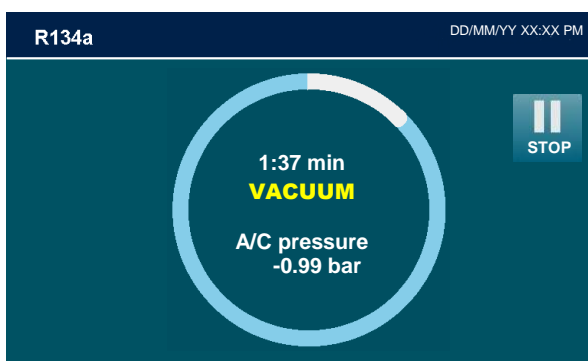 R134a
DD/MM/YY XX:XX PM
STOP
1:37 min
VACUUM
A/C pressure
-0.99 bar